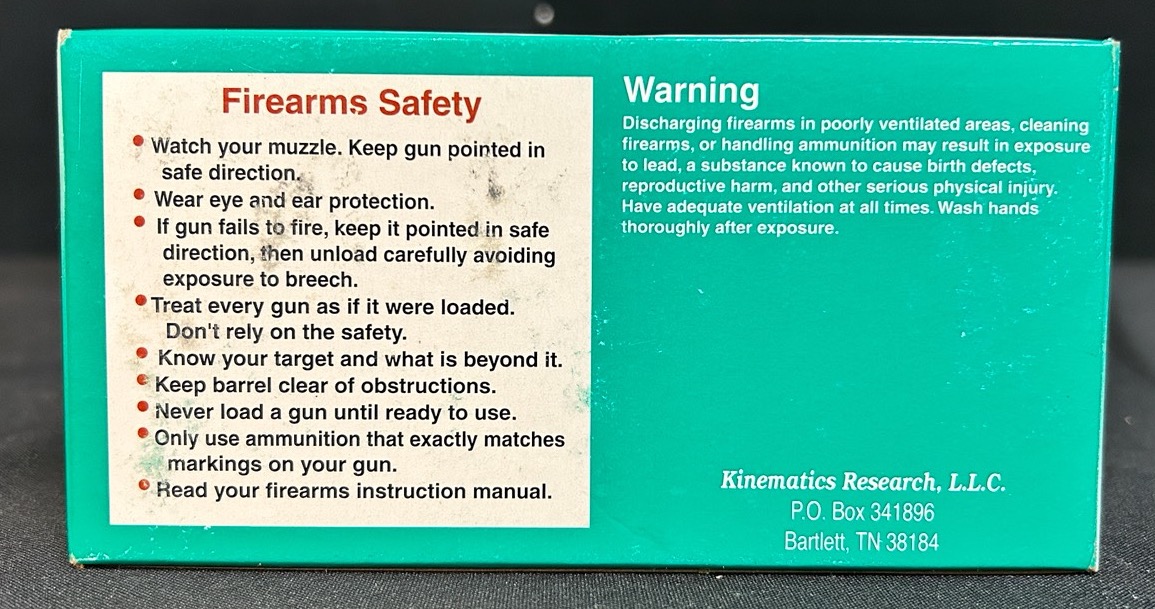 Firearms Safety
• Watch your muzzle. Keep gun pointed in
safe direction.
• Wear eye and ear protection.
• If gun fails to fire, keep it pointed in safe
direction, then unload carefully avoiding
exposure to breech.
• Treat every gun as if it were loaded.
Don't rely on the safety.
• Know your target and what is beyond it.
• Keep barrel clear of obstructions.
• Never load a gun until ready to use.
• Only use ammunition that exactly matches
markings on your gun.
• Read your firearms instruction manual.
Warning
Discharging firearms in poorly ventilated areas, cleaning
firearms, or handling ammunition may result in exposure
to lead, a substance known to cause birth defects,
reproductive harm, and other serious physical injury.
Have adequate ventilation at all times. Wash hands
thoroughly after exposure.
Kinematics Research, L.L.C.
P.O. Box 341896
Bartlett, TN 38184